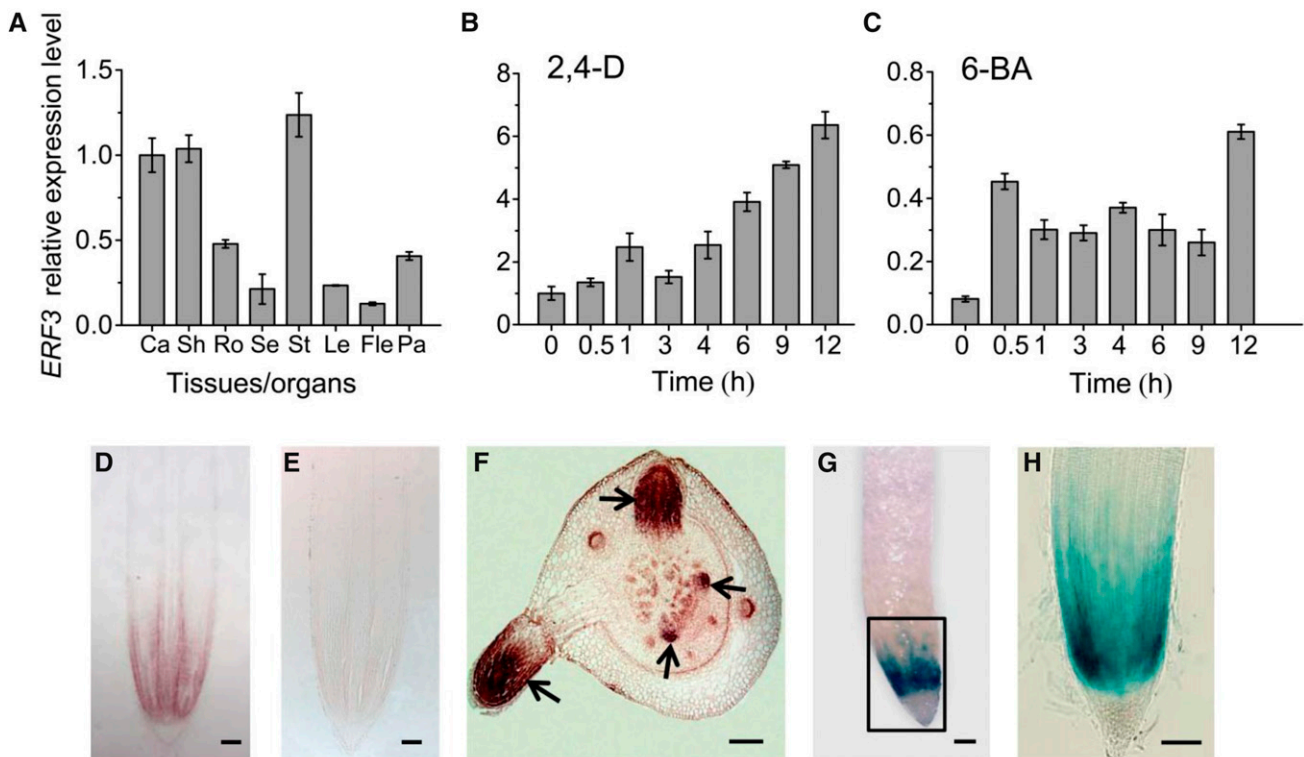 A
ERF3 relative expression level
1.5
1.0
0.5
0.0
Ca Sh Ro Se St Le Fle Pa
Tissues/organs
B
2,4-D
8
6
4
2
0
0 0.5 1 3 4 6 9 12
Time (h)
C
6-BA
0.8
0.6
0.4
0.2
0.0
0 0.5 1 3 4 6 9 12
Time (h)
D
E
F
G
H